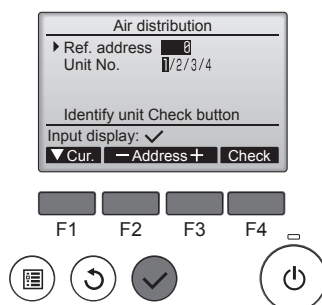 Air distribution
Ref. address 0
Unit No. 1/2/3/4
Identify unit Check button
Input display: ✓
▼Cur. −Address+ Check
F1 F2 F3 F4